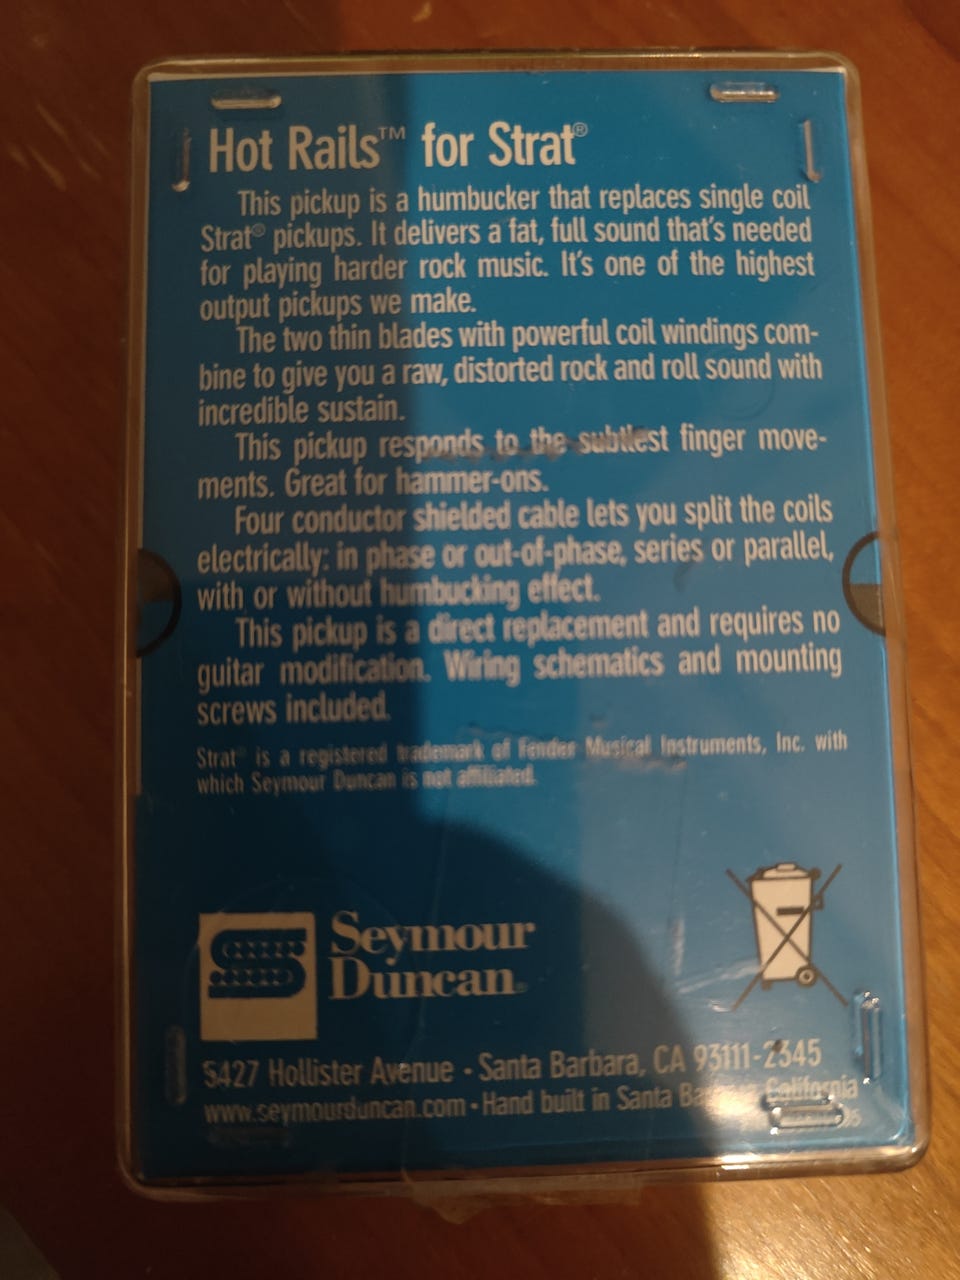 Hot Rails™ for Strat®
This pickup is a humbucker that replaces single coil
Strat® pickups. It delivers a fat, full sound that's needed
for playing harder rock music. It's one of the highest
output pickups we make.
The two thin blades with powerful coil windings com-
bine to give you a raw, distorted rock and roll sound with
incredible sustain.
This pickup responds to the subtlest finger move-
ments. Great for hammer-ons.
Four conductor shielded cable lets you split the coils
electrically: in phase or out-of-phase, series or parallel,
with or without humbucking effect.
This pickup is a direct replacement and requires no
guitar modification. Wiring schematics and mounting
screws included.
Strat® is a registered trademark of Fender Musical Instruments, Inc. with
which Seymour Duncan is not affiliated.
Seymour
Duncan®
5427 Hollister Avenue • Santa Barbara, CA 93111-2345
www.seymourduncan.com • Hand built in Santa California